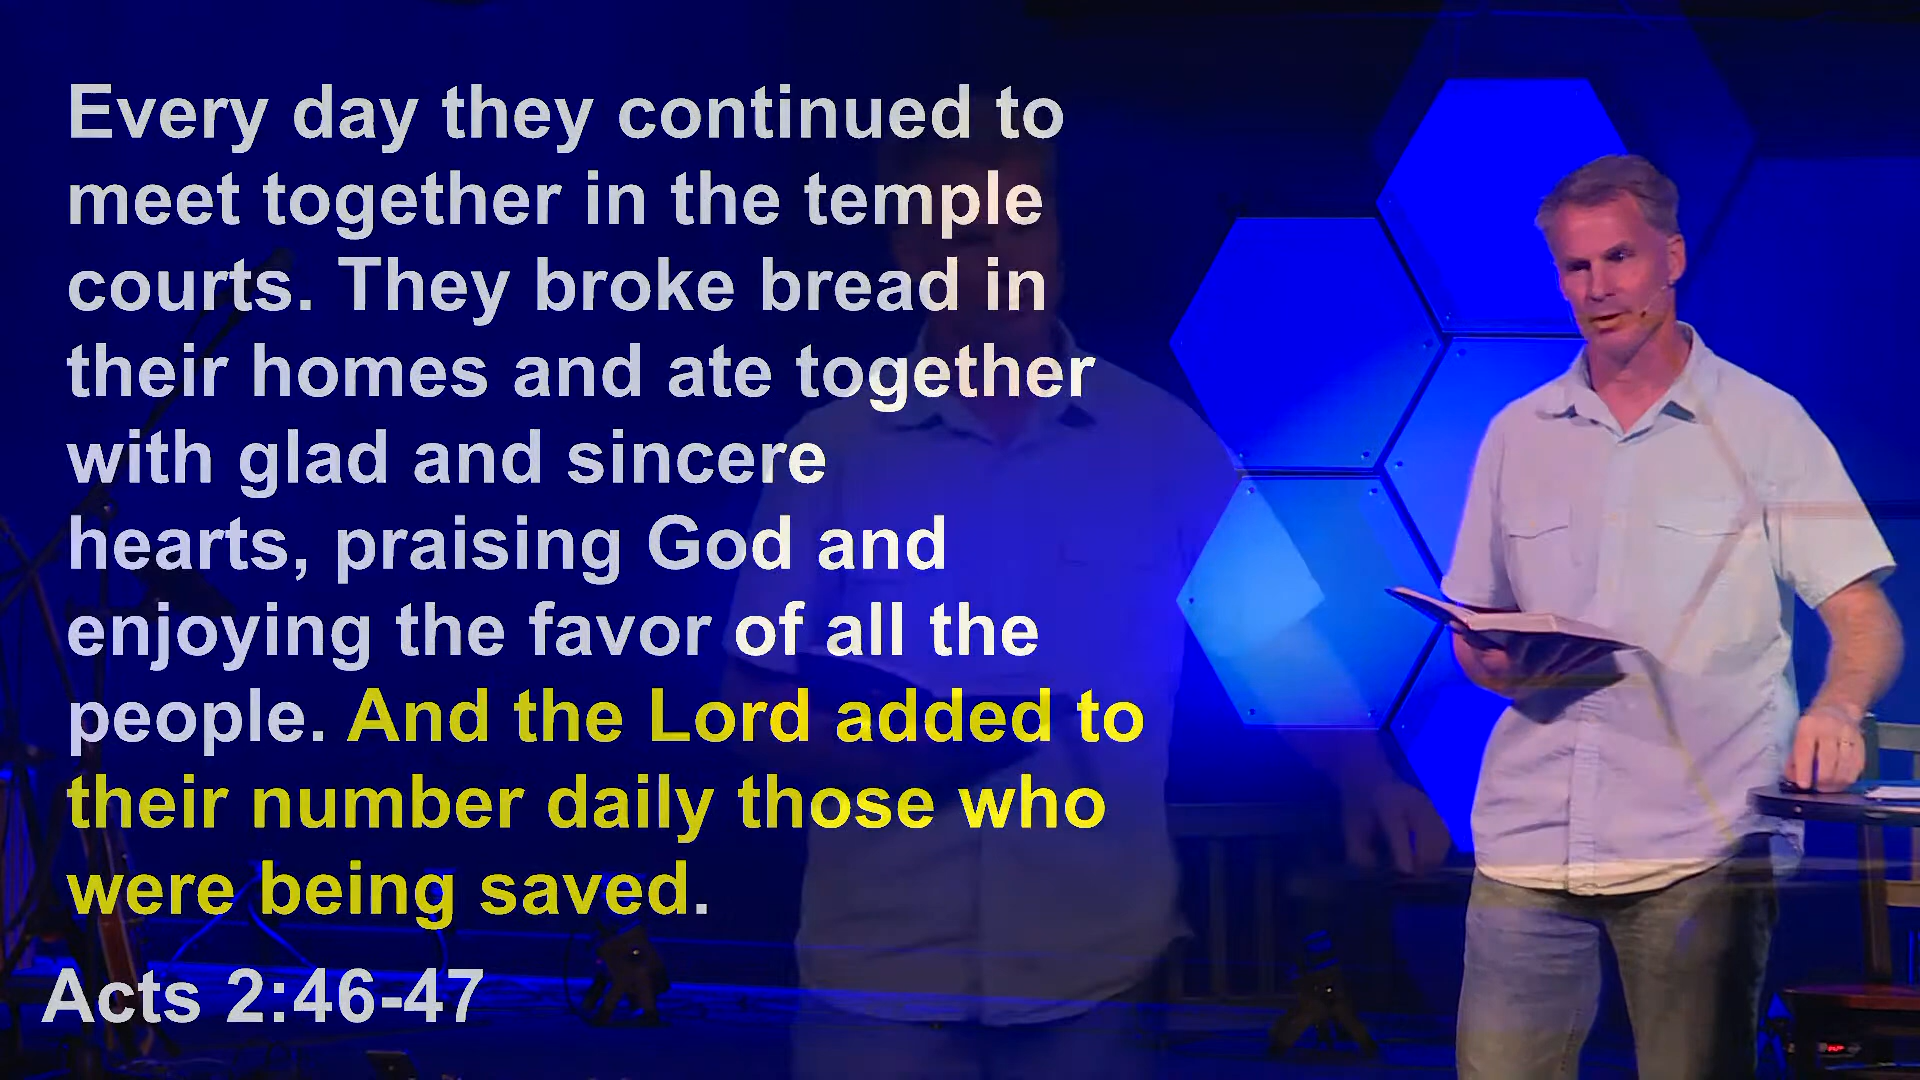 Every day they continued to
meet together in the temple
courts. They broke bread in
their homes and ate together
with glad and sincere
hearts, praising God and
enjoying the favor of all the
people. And the Lord added to
their number daily those who
were being saved.
Acts 2:46-47